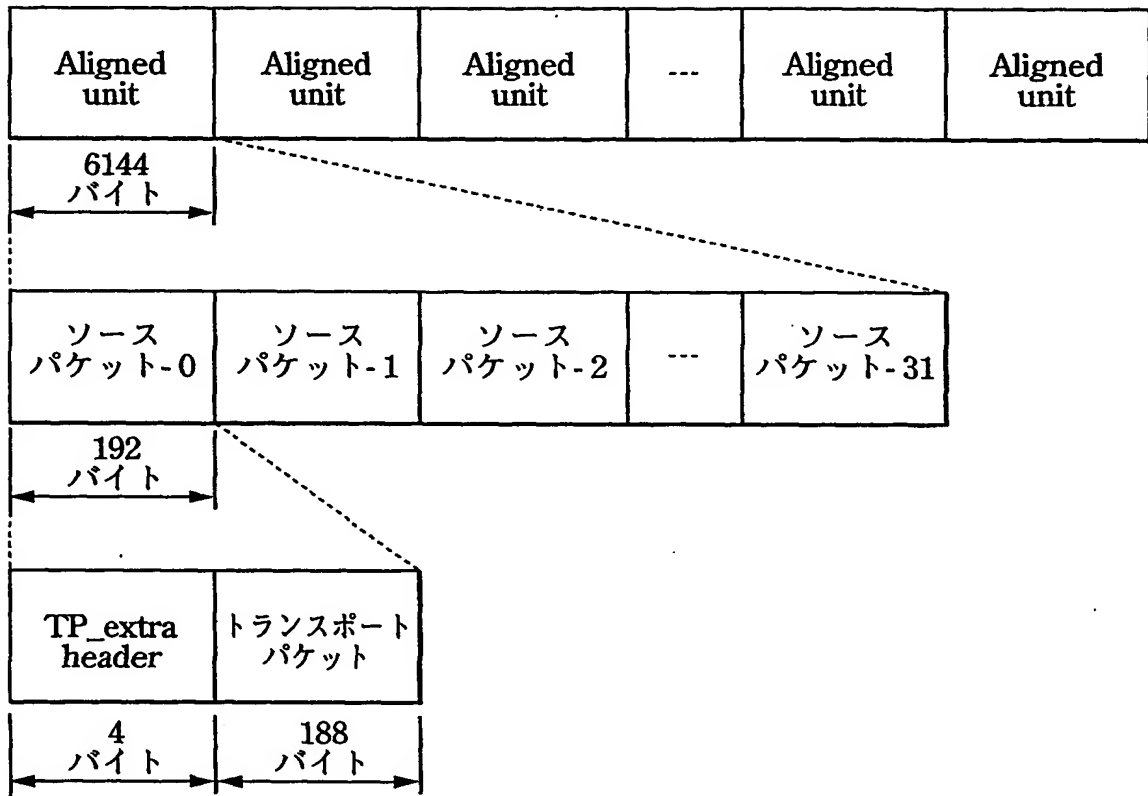 Aligned
unit
Aligned
unit
Aligned
unit
---
Aligned
unit
Aligned
unit
6144
バイト
ソース
パケット-0
ソース
パケット-1
ソース
パケット-2
---
ソース
パケット-31
192
バイト
TP_extra
header
トランスポート
パケット
4
バイト
188
バイト